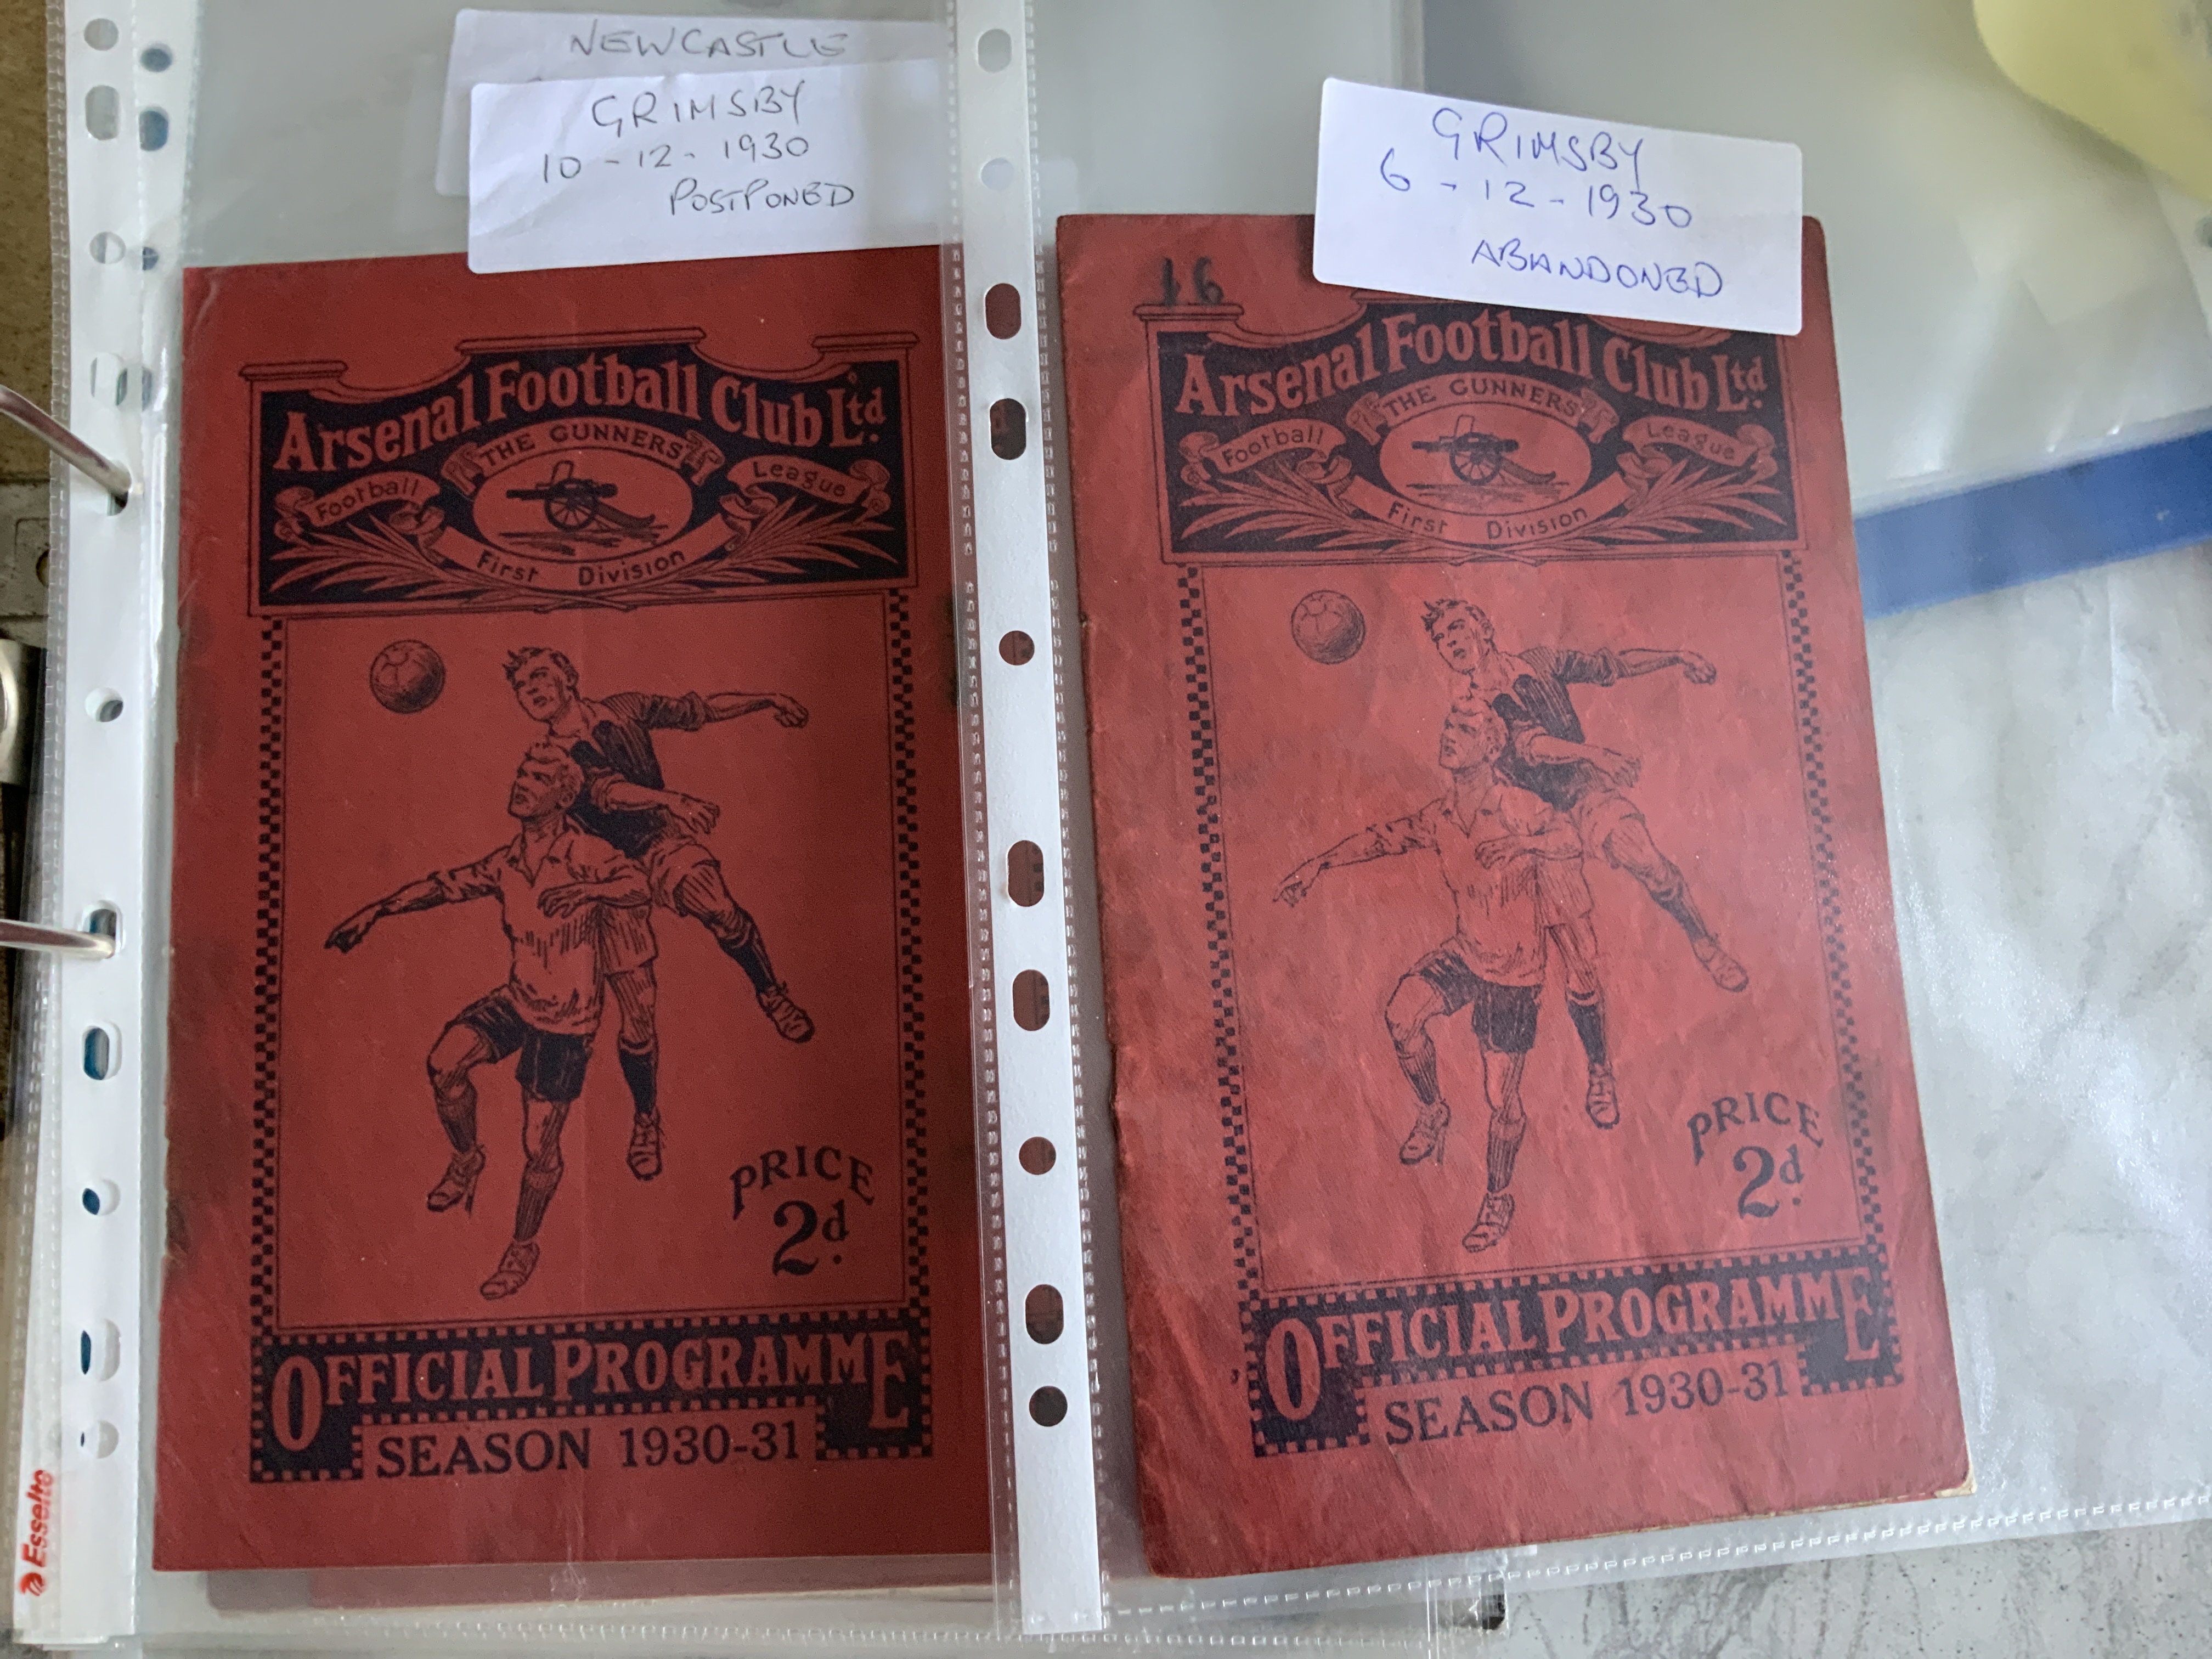 NEWCASTLE
GRIMSBY
10-12-1930
POSTPONED
Arsenal Football Club Ltd.
THE GUNNERS
Football League
First Division
PRICE
2d.
OFFICIAL PROGRAMME
SEASON 1930-31
Esselte
GRIMSBY
6-12-1930
ABANDONED
16
Arsenal Football Club Ltd.
THE GUNNERS
Football League
First Division
PRICE
2d.
OFFICIAL PROGRAMME
SEASON 1930-31